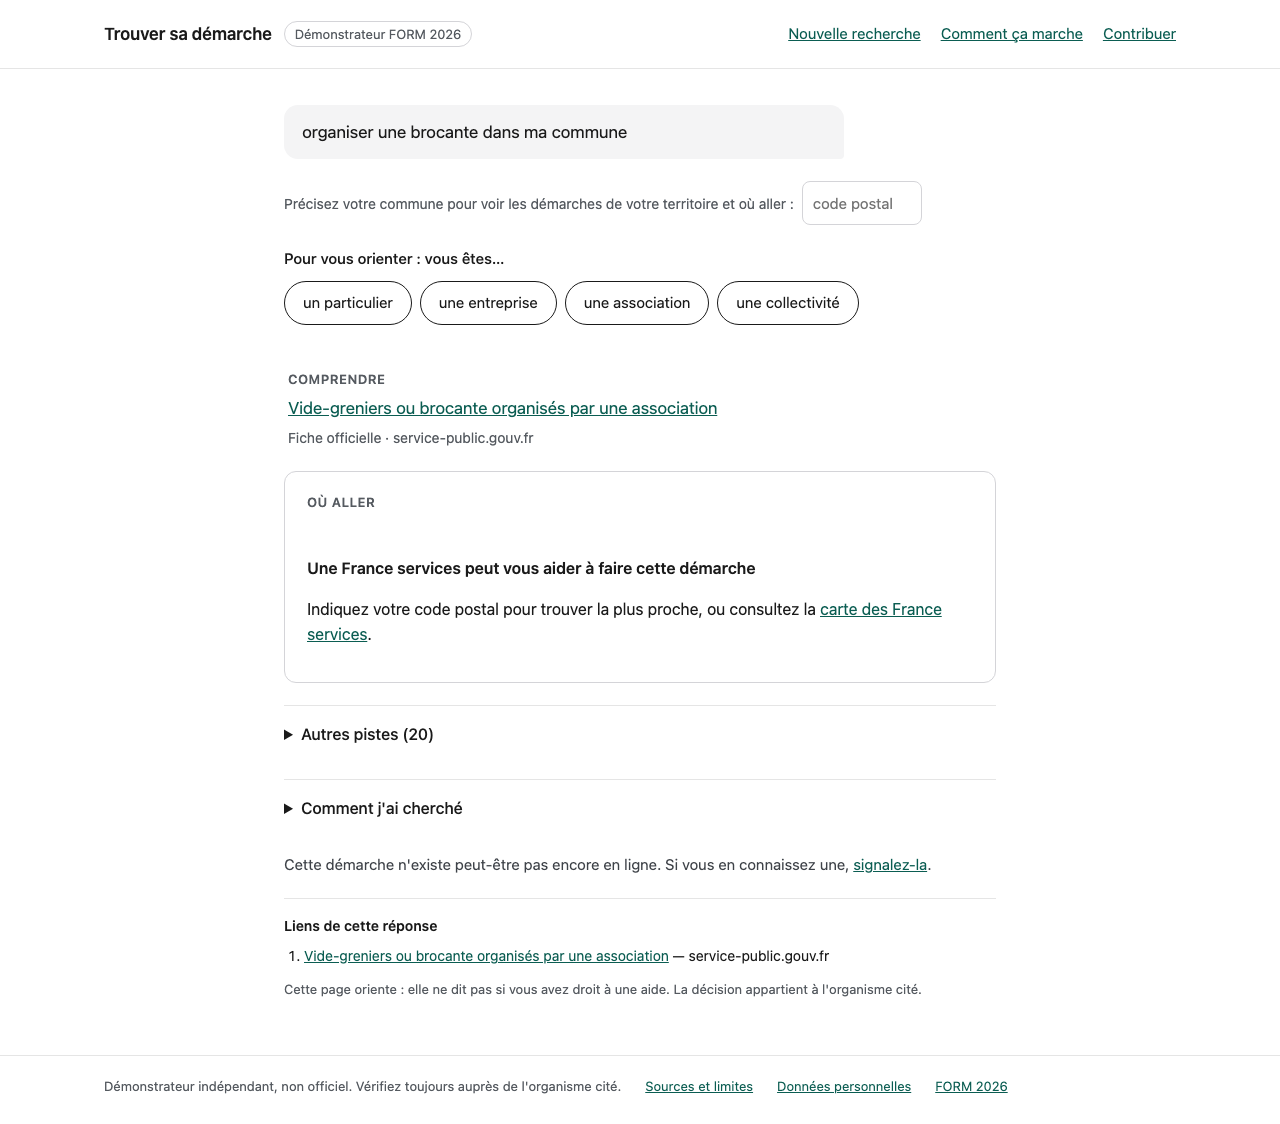 Trouver sa démarche
Démonstrateur FORM 2026
Nouvelle recherche
Comment ça marche
Contribuer
organiser une brocante dans ma commune
Précisez votre commune pour voir les démarches de votre territoire et où aller :
code postal
Pour vous orienter : vous êtes...
un particulier
une entreprise
une association
une collectivité
COMPRENDRE
Vide-greniers ou brocante organisés par une association
Fiche officielle · service-public.gouv.fr
OÙ ALLER
Une France services peut vous aider à faire cette démarche
Indiquez votre code postal pour trouver la plus proche, ou consultez la carte des France
services.
Autres pistes (20)
Comment j'ai cherché
Cette démarche n'existe peut-être pas encore en ligne. Si vous en connaissez une, signalez-la.
Liens de cette réponse
1. Vide-greniers ou brocante organisés par une association — service-public.gouv.fr
Cette page oriente : elle ne dit pas si vous avez droit à une aide. La décision appartient à l'organisme cité.
Démonstrateur indépendant, non officiel. Vérifiez toujours auprès de l'organisme cité.
Sources et limites
Données personnelles
FORM 2026